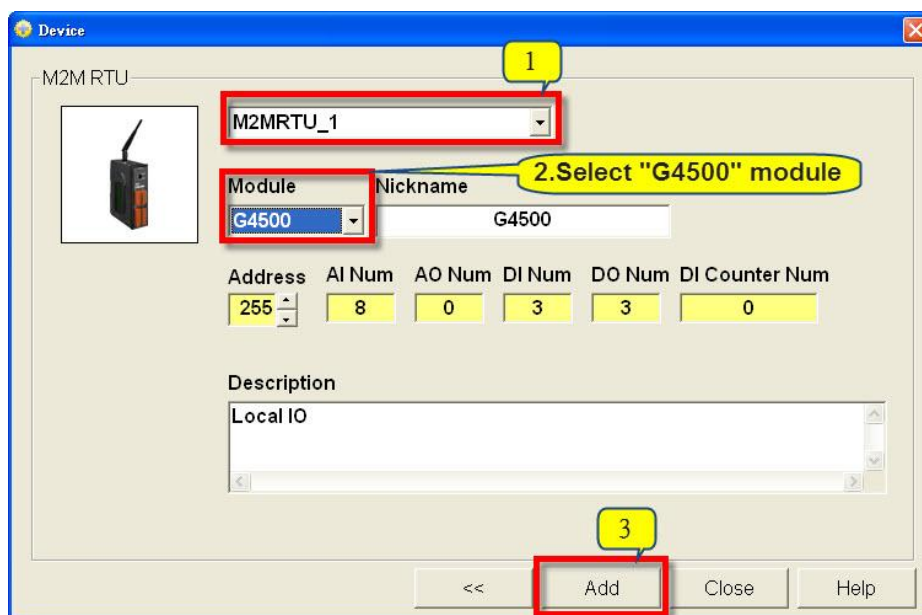 Device
1
M2M RTU
M2MRTU_1
2.Select "G4500" module
Module Nickname
G4500 G4500
Address AI Num AO Num DI Num DO Num DI Counter Num
255 8 0 3 3 0
Description
Local IO
3
<< Add Close Help